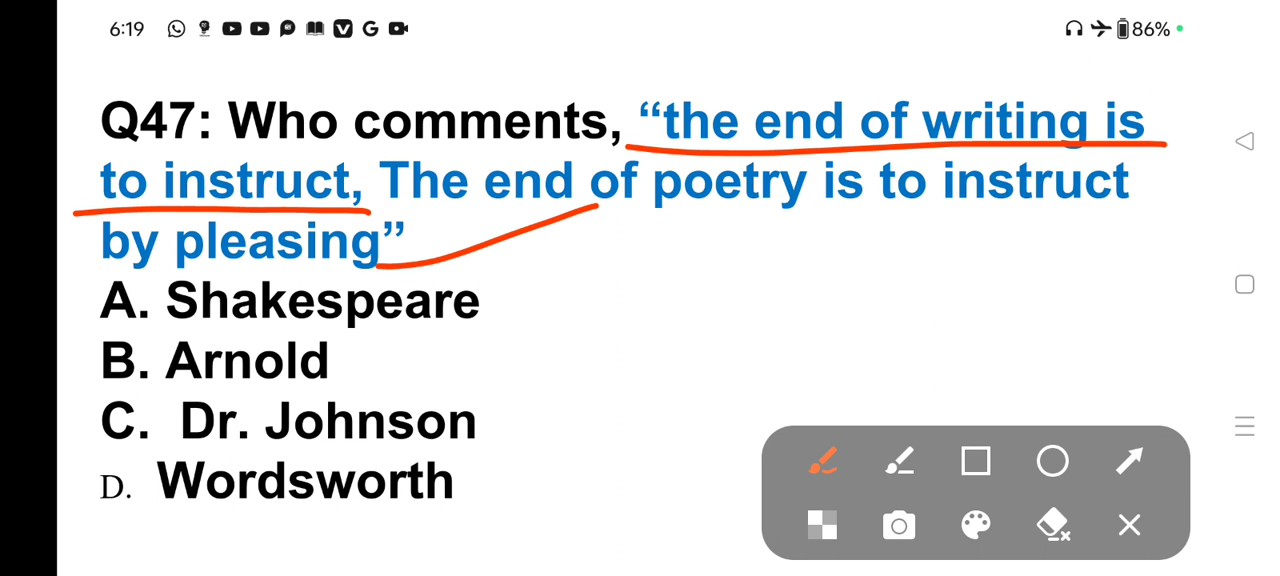 6:19 86%
Q47: Who comments, “the end of writing is
to instruct, The end of poetry is to instruct
by pleasing”
A. Shakespeare
B. Arnold
C. Dr. Johnson
D. Wordsworth